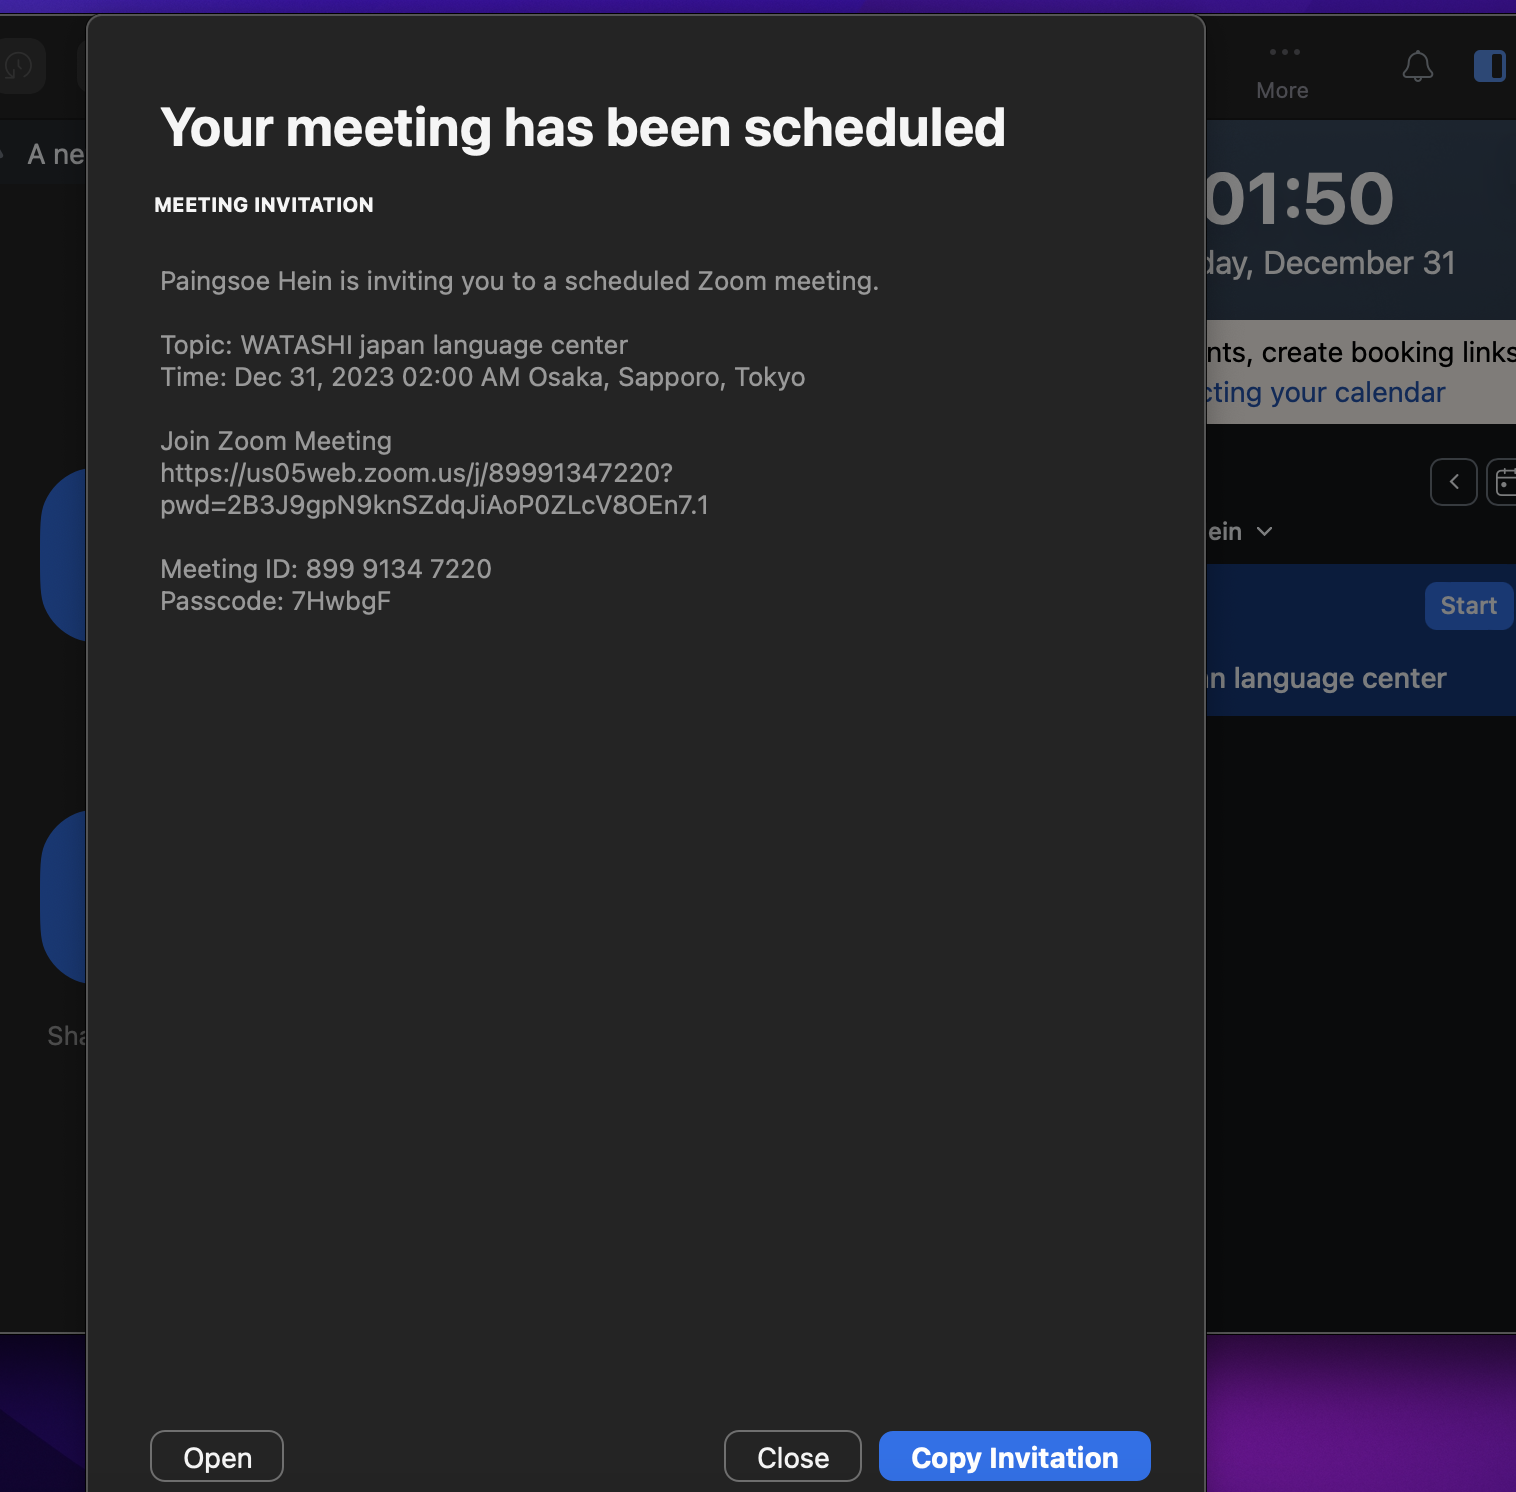 More
A ne
Your meeting has been scheduled
MEETING INVITATION
Paingsoe Hein is inviting you to a scheduled Zoom meeting.
Topic: WATASHI japan language center
Time: Dec 31, 2023 02:00 AM Osaka, Sapporo, Tokyo
Join Zoom Meeting
https://us05web.zoom.us/j/89991347220?
pwd=2B3J9gpN9knSZdqJiAoP0ZLcV8OEn7.1
Meeting ID: 899 9134 7220
Passcode: 7HwbgF
01:50
day, December 31
nts, create booking links
cting your calendar
ein
Start
an language center
Sha
Open
Close
Copy Invitation